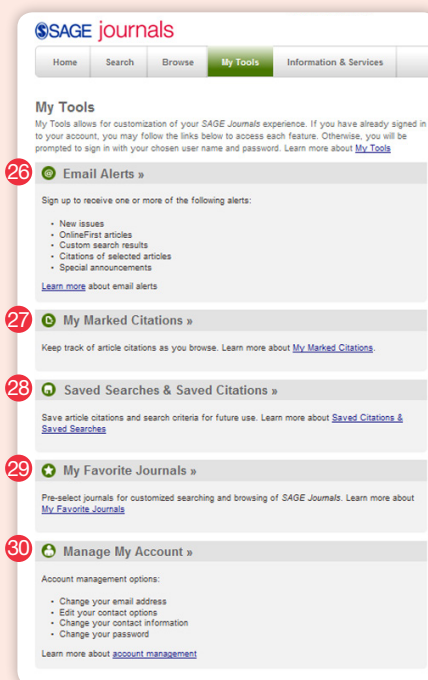 SSAGE journals
Home Search Browse My Tools Information & Services
My Tools
My Tools allows for customization of your SAGE Journals experience. If you have already signed in
to your account, you may follow the links below to access each feature. Otherwise, you will be
prompted to sign in with your chosen user name and password. Learn more about My Tools
26 Email Alerts »
Sign up to receive one or more of the following alerts:
• New issues
• OnlineFirst articles
• Custom search results
• Citations of selected articles
• Special announcements
Learn more about email alerts
27 My Marked Citations »
Keep track of article citations as you browse. Learn more about My Marked Citations.
28 Saved Searches & Saved Citations »
Save article citations and search criteria for future use. Learn more about Saved Citations &
Saved Searches
29 My Favorite Journals »
Pre-select journals for customized searching and browsing of SAGE Journals. Learn more about
My Favorite Journals
30 Manage My Account »
Account management options:
• Change your email address
• Edit your contact options
• Change your contact information
• Change your password
Learn more about account management